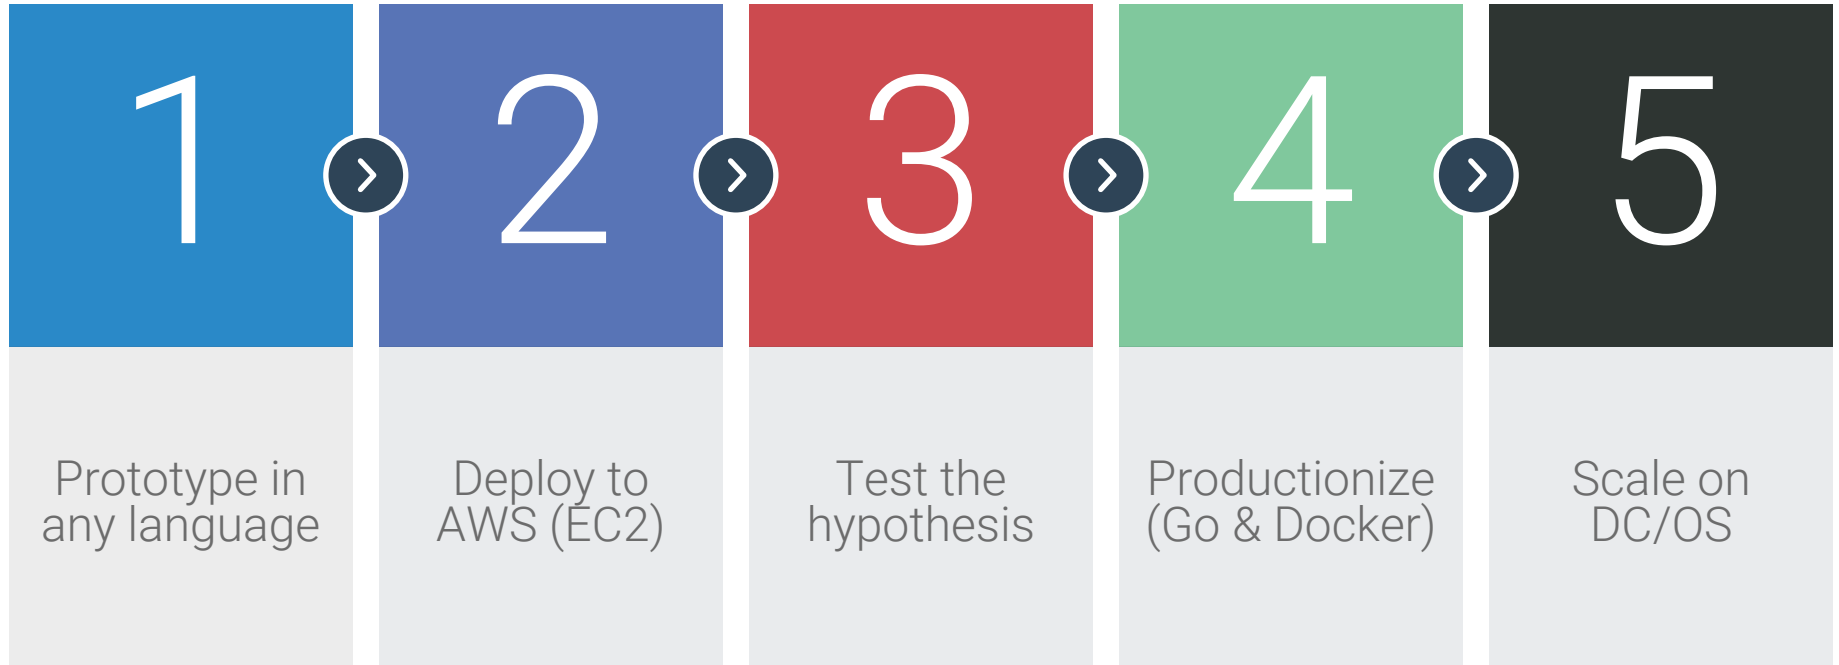 1
2
3
4
5
Prototype in
any language
Deploy to
AWS (EC2)
Test the
hypothesis
Productionize
(Go & Docker)
Scale on
DC/OS